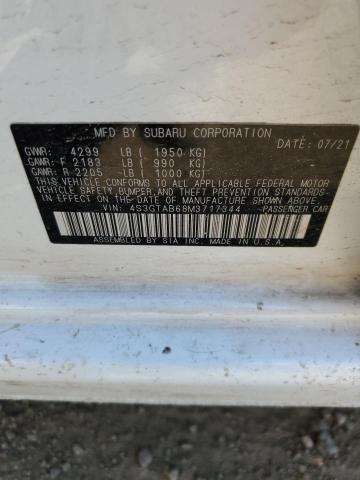 MFD BY SUBARU CORPORATION
DATE: 07/21
GVWR: 4299 LB ( 1950 KG)
GAWR: F 2183 LB ( 990 KG)
GAWR: R 2205 LB ( 1000 KG)
THIS VEHICLE CONFORMS TO ALL APPLICABLE FEDERAL MOTOR
VEHICLE SAFETY, BUMPER, AND THEFT PREVENTION STANDARDS
IN EFFECT ON THE DATE OF MANUFACTURE SHOWN ABOVE.
VIN: 4S3GTAB68M3717344 PASSENGER CAR
ASSEMBLED BY SIA INC. MADE IN U.S.A.